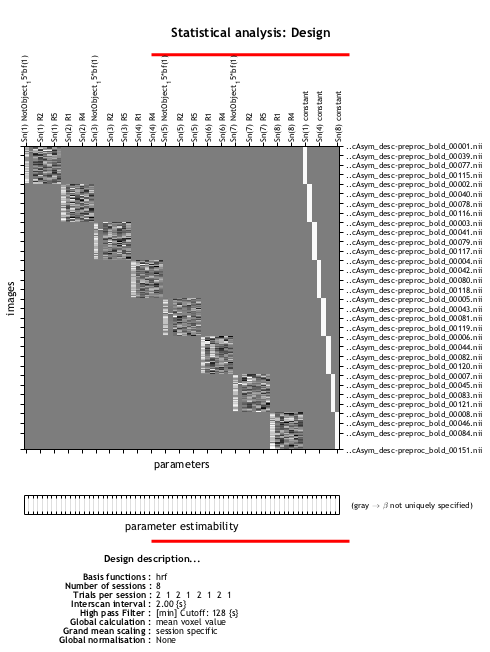 Statistical analysis: Design
Sn(1) NotObject_15*bf(1)
Sn(1) R2
Sn(1) R5
Sn(2) R1
Sn(2) R4
Sn(3) NotObject_15*bf(1)
Sn(3) R2
Sn(3) R5
Sn(4) R1
Sn(4) R4
Sn(5) NotObject_15*bf(1)
Sn(5) R2
Sn(5) R5
Sn(6) R1
Sn(6) R4
Sn(7) NotObject_15*bf(1)
Sn(7) R2
Sn(7) R5
Sn(8) R1
Sn(8) R4
Sn(1) constant
Sn(4) constant
Sn(8) constant
images
..cAsym_desc-preproc_bold_00001.nii
..cAsym_desc-preproc_bold_00039.nii
..cAsym_desc-preproc_bold_00077.nii
..cAsym_desc-preproc_bold_00115.nii
..cAsym_desc-preproc_bold_00002.nii
..cAsym_desc-preproc_bold_00040.nii
..cAsym_desc-preproc_bold_00078.nii
..cAsym_desc-preproc_bold_00116.nii
..cAsym_desc-preproc_bold_00003.nii
..cAsym_desc-preproc_bold_00041.nii
..cAsym_desc-preproc_bold_00079.nii
..cAsym_desc-preproc_bold_00117.nii
..cAsym_desc-preproc_bold_00004.nii
..cAsym_desc-preproc_bold_00042.nii
..cAsym_desc-preproc_bold_00080.nii
..cAsym_desc-preproc_bold_00118.nii
..cAsym_desc-preproc_bold_00005.nii
..cAsym_desc-preproc_bold_00043.nii
..cAsym_desc-preproc_bold_00081.nii
..cAsym_desc-preproc_bold_00119.nii
..cAsym_desc-preproc_bold_00006.nii
..cAsym_desc-preproc_bold_00044.nii
..cAsym_desc-preproc_bold_00082.nii
..cAsym_desc-preproc_bold_00120.nii
..cAsym_desc-preproc_bold_00007.nii
..cAsym_desc-preproc_bold_00045.nii
..cAsym_desc-preproc_bold_00083.nii
..cAsym_desc-preproc_bold_00121.nii
..cAsym_desc-preproc_bold_00008.nii
..cAsym_desc-preproc_bold_00046.nii
..cAsym_desc-preproc_bold_00084.nii
..cAsym_desc-preproc_bold_00151.nii
parameters
(gray → β not uniquely specified)
parameter estimability
Design description...
Basis functions : hrf
Number of sessions : 8
Trials per session : 2 1 2 1 2 1 2 1
Interscan interval : 2.00 {s}
High pass Filter : [min] Cutoff: 128 {s}
Global calculation : mean voxel value
Grand mean scaling : session specific
Global normalisation : None